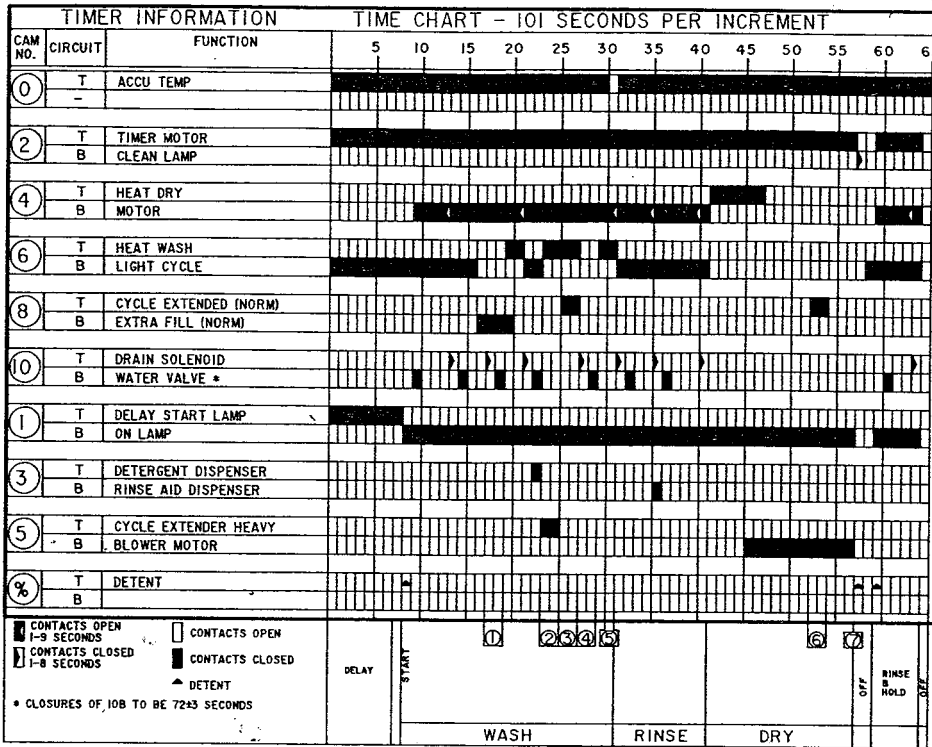 TIMER INFORMATION TIME CHART - 101 SECONDS PER INCREMENT
CAM NO. CIRCUIT FUNCTION 5 10 15 20 25 30 35 40 45 50 55 60 6
0 T ACCU TEMP
-
2 T TIMER MOTOR
B CLEAN LAMP
4 T HEAT DRY
B MOTOR
6 T HEAT WASH
B LIGHT CYCLE
8 T CYCLE EXTENDED (NORM)
B EXTRA FILL (NORM)
10 T DRAIN SOLENOID
B WATER VALVE *
1 T DELAY START LAMP
B ON LAMP
3 T DETERGENT DISPENSER
B RINSE AID DISPENSER
5 T CYCLE EXTENDER HEAVY
B BLOWER MOTOR
% T DETENT
B
CONTACTS OPEN 1-9 SECONDS
CONTACTS OPEN
CONTACTS CLOSED 1-8 SECONDS
CONTACTS CLOSED
DETENT
* CLOSURES OF 10B TO BE 72±3 SECONDS
1 2 3 4 5 6 7
DELAY START OFF RINSE & HOLD OFF
WASH RINSE DRY